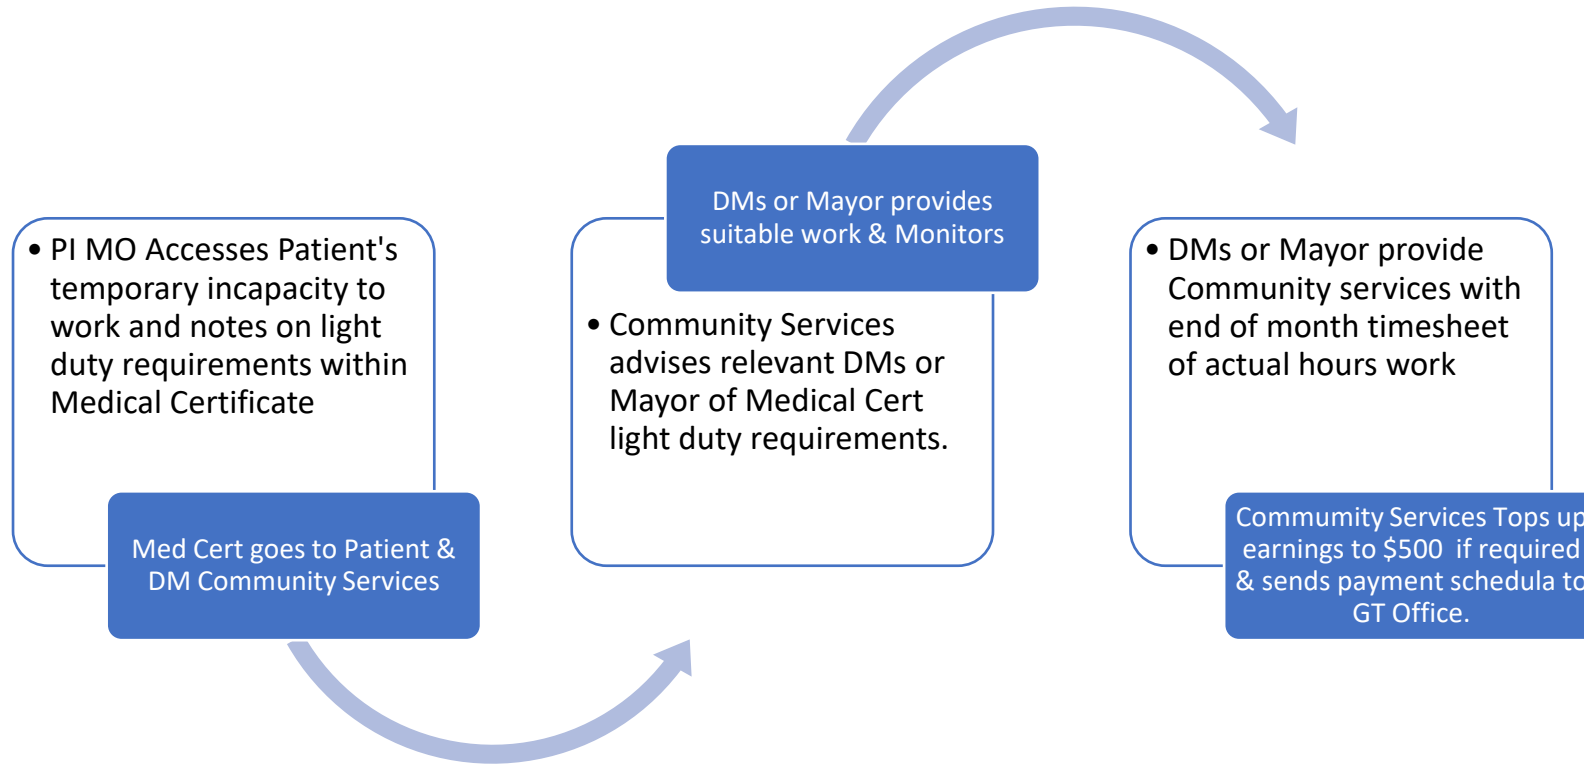 • PI MO Accesses Patient's
temporary incapacity to
work and notes on light
duty requirements within
Medical Certificate
Med Cert goes to Patient &
DM Community Services
DMs or Mayor provides
suitable work & Monitors
• Community Services
advises relevant DMs or
Mayor of Medical Cert
light duty requirements.
• DMs or Mayor provide
Community services with
end of month timesheet
of actual hours work
Commumity Services Tops up
earnings to $500 if required
& sends payment schedula to
GT Office.